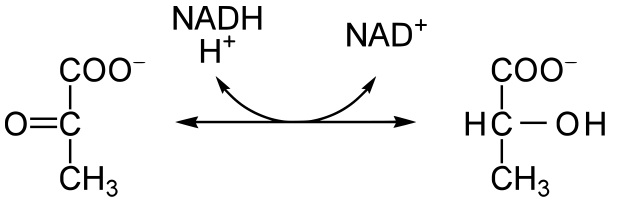 NADH
H⁺
NAD⁺
COO⁻
O=C
CH₃
COO⁻
HC—OH
CH₃